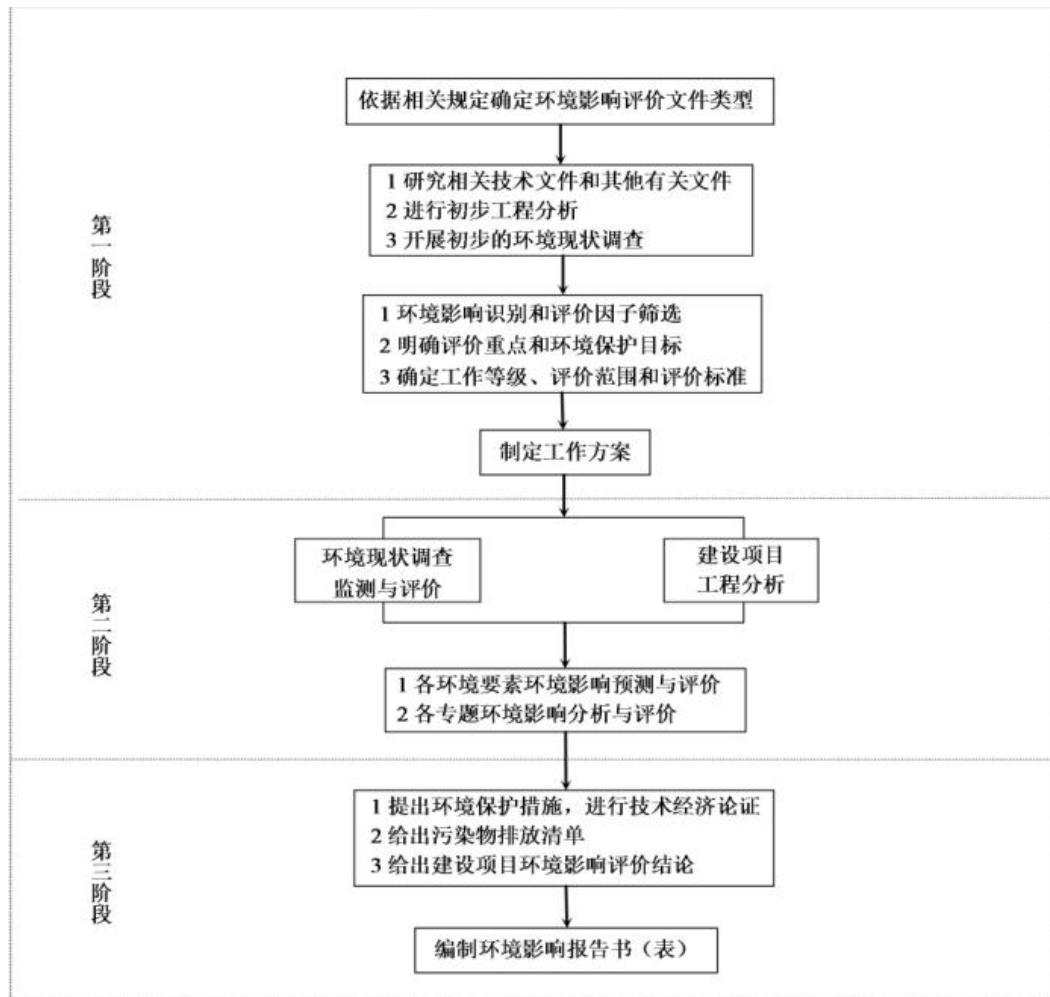 依据相关规定确定环境影响评价文件类型
1 研究相关技术文件和其他有关文件
2 进行初步工程分析
3 开展初步的环境现状调查
第一阶段
1 环境影响识别和评价因子筛选
2 明确评价重点和环境保护目标
3 确定工作等级、评价范围和评价标准
制定工作方案
环境现状调查
监测与评价
建设项目
工程分析
第二阶段
1 各环境要素环境影响预测与评价
2 各专题环境影响分析与评价
1 提出环境保护措施，进行技术经济论证
2 给出污染物排放清单
3 给出建设项目环境影响评价结论
第三阶段
编制环境影响报告书（表）